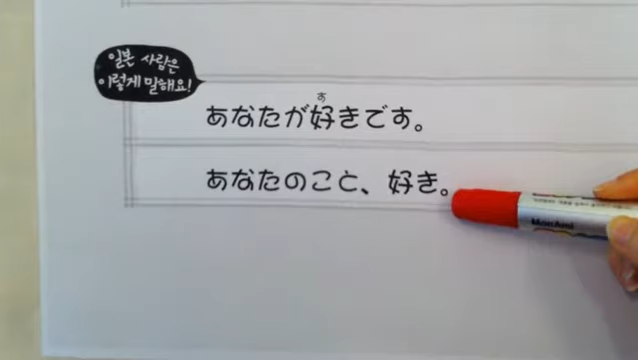 일본 사람은
이렇게 말해요!
す
あなたが好きです。
あなたのこと、好き。
MonAmi